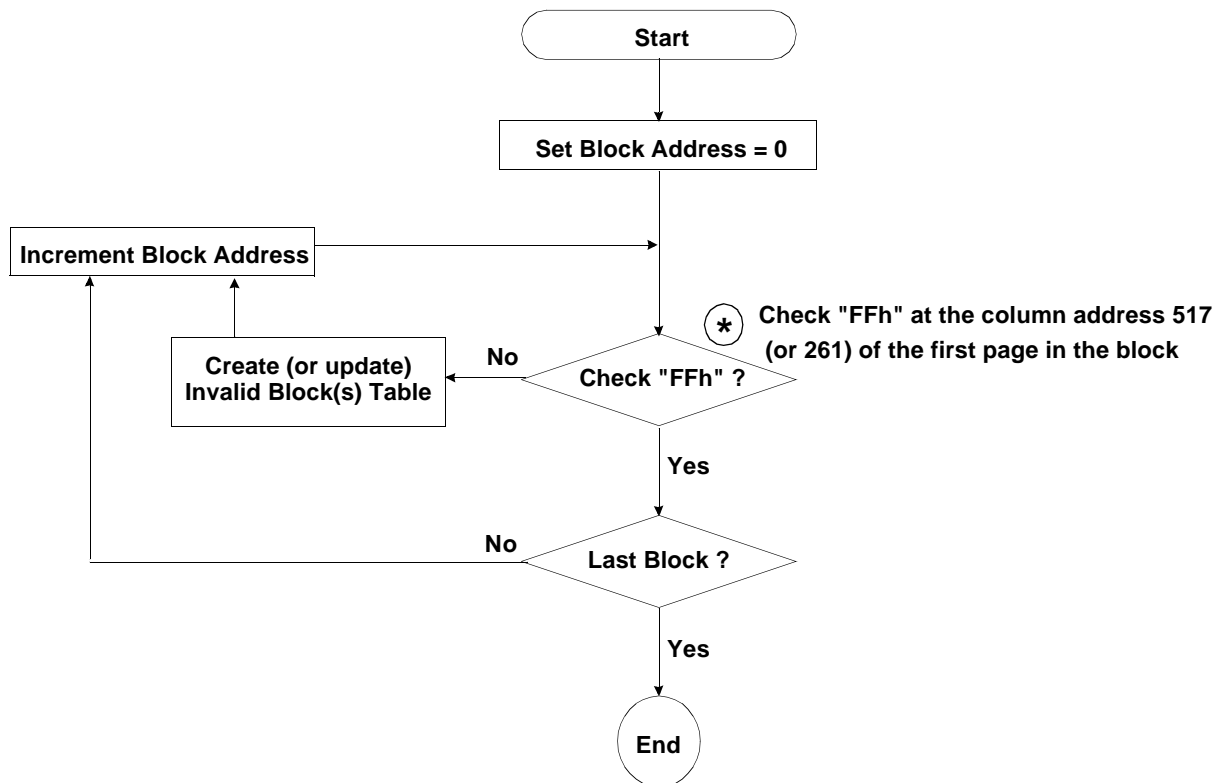 Start
Set Block Address = 0
Increment Block Address
*
Check "FFh" at the column address 517
(or 261) of the first page in the block
No
Create (or update)
Invalid Block(s) Table
Check "FFh" ?
Yes
No
Last Block ?
Yes
End